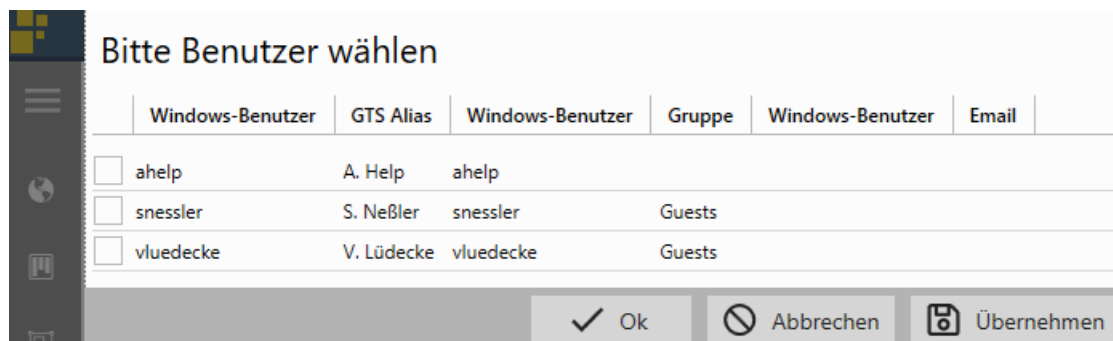 Bitte Benutzer wählen
Windows-Benutzer GTS Alias Windows-Benutzer Gruppe Windows-Benutzer Email
ahelp A. Help ahelp
snessler S. Neßler snessler Guests
vluedecke V. Lüdecke vluedecke Guests
Ok Abbrechen Übernehmen